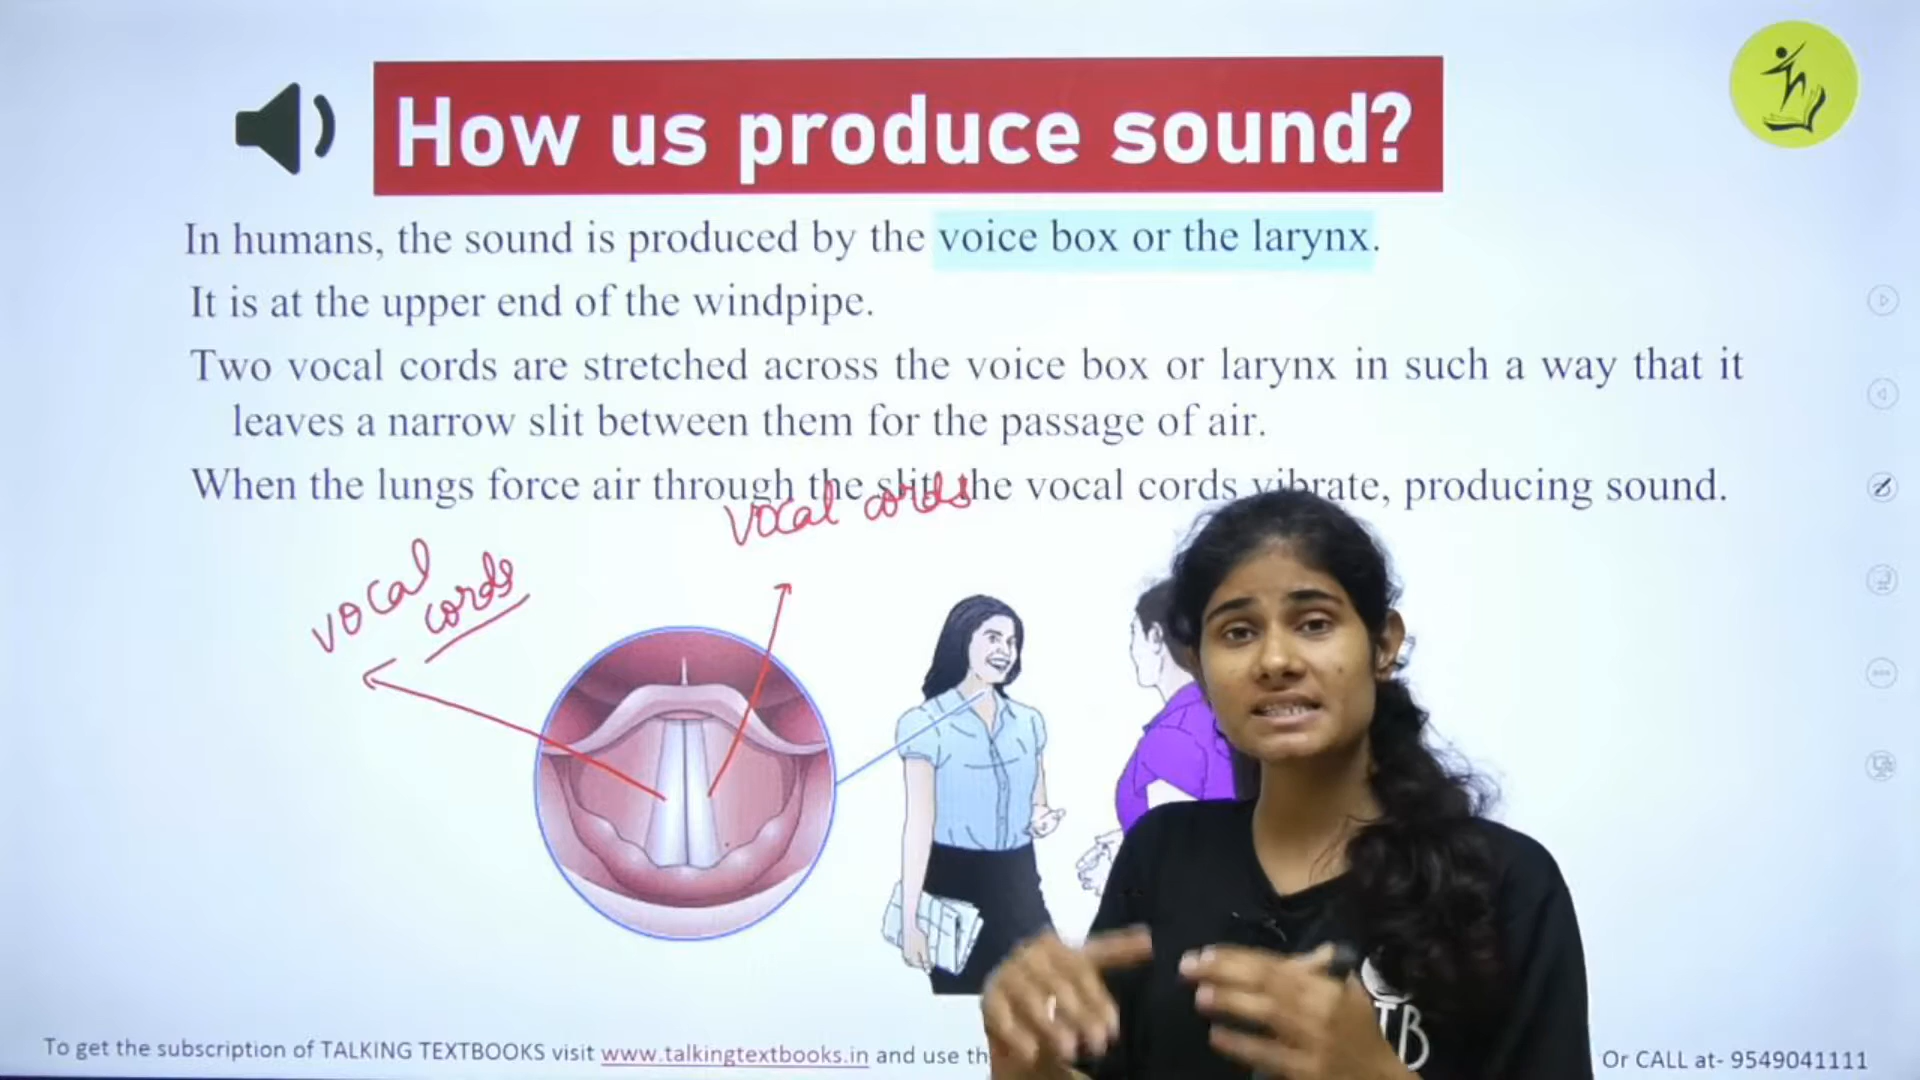 How us produce sound?
In humans, the sound is produced by the voice box or the larynx.
It is at the upper end of the windpipe.
Two vocal cords are stretched across the voice box or larynx in such a way that it
leaves a narrow slit between them for the passage of air.
When the lungs force air through the slit, the vocal cords vibrate, producing sound.
vocal cords
vocal
cords
TB
To get the subscription of TALKING TEXTBOOKS visit www.talkingtextbooks.in and use th
Or CALL at- 9549041111